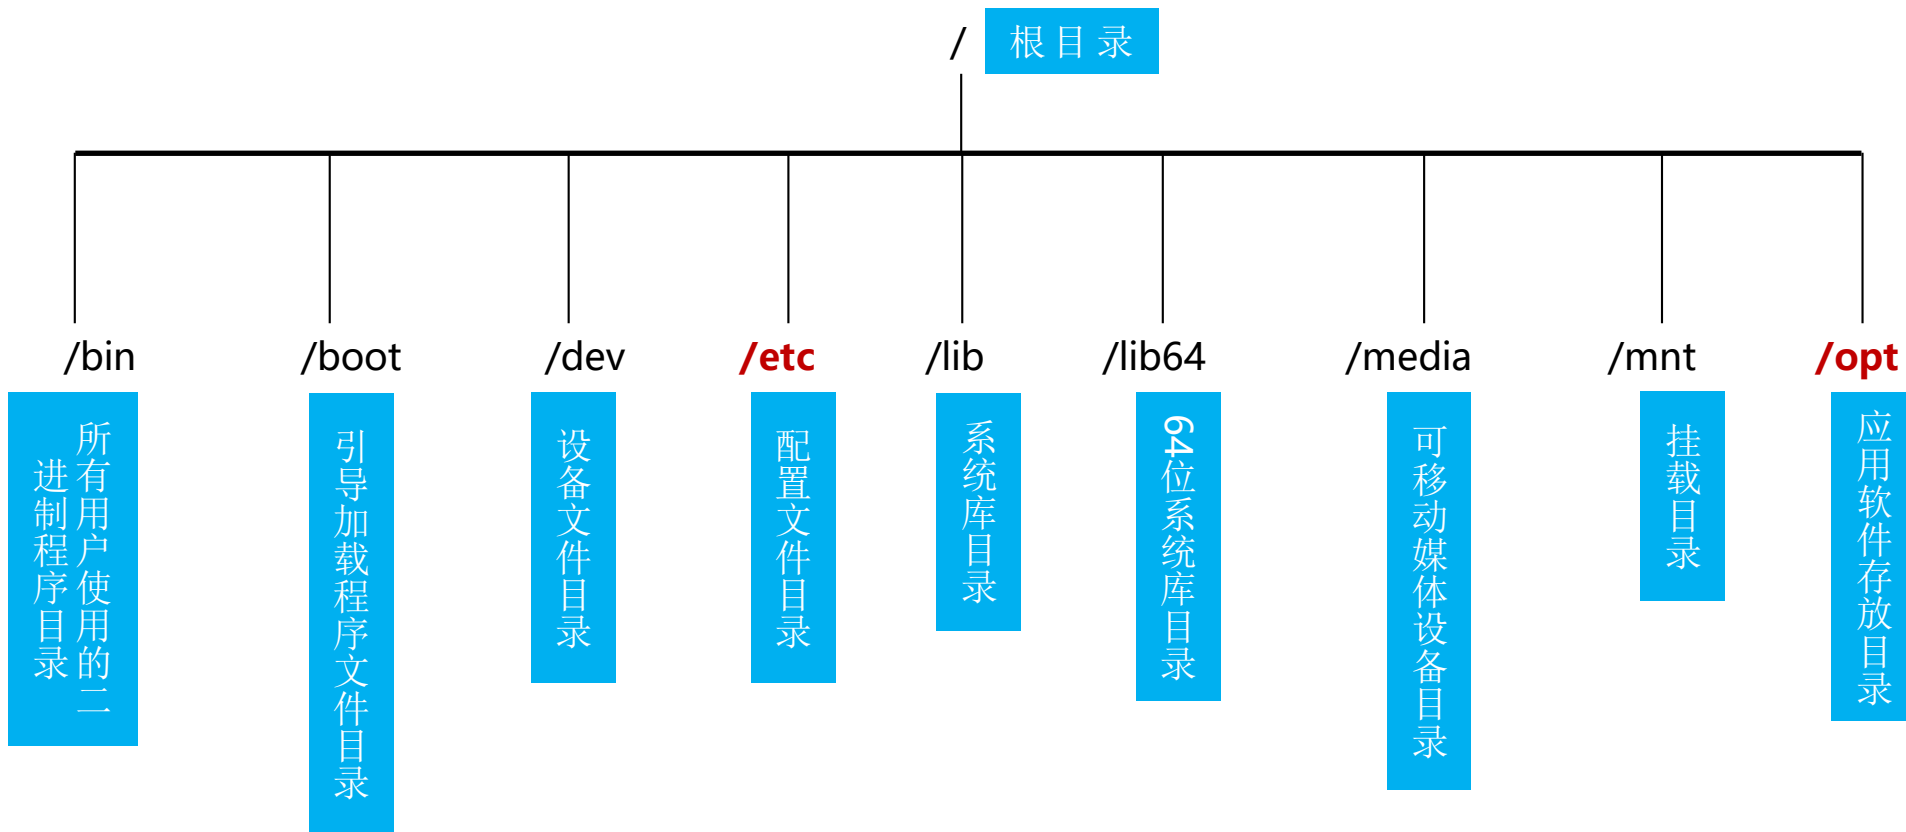 / 根目录
/bin
/boot
/dev
/etc
/lib
/lib64
/media
/mnt
/opt
所有用户使用的二
进制程序目录
引导加载程序文件目录
设备文件目录
配置文件目录
系统库目录
64位系统库目录
可移动媒体设备目录
挂载目录
应用软件存放目录